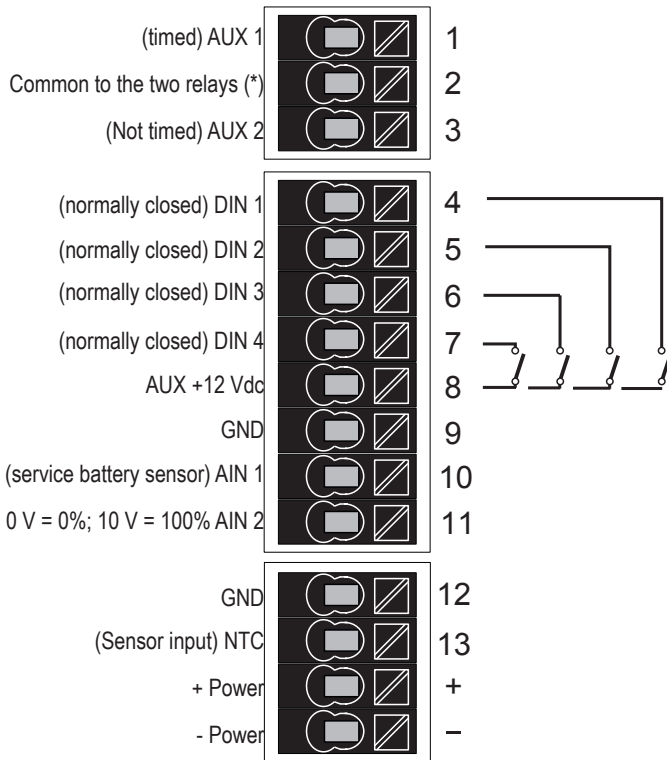 (timed) AUX 1 1
Common to the two relays (*) 2
(Not timed) AUX 2 3
(normally closed) DIN 1 4
(normally closed) DIN 2 5
(normally closed) DIN 3 6
(normally closed) DIN 4 7
AUX +12 Vdc 8
GND 9
(service battery sensor) AIN 1 10
0 V = 0%; 10 V = 100% AIN 2 11
GND 12
(Sensor input) NTC 13
+ Power +
- Power –